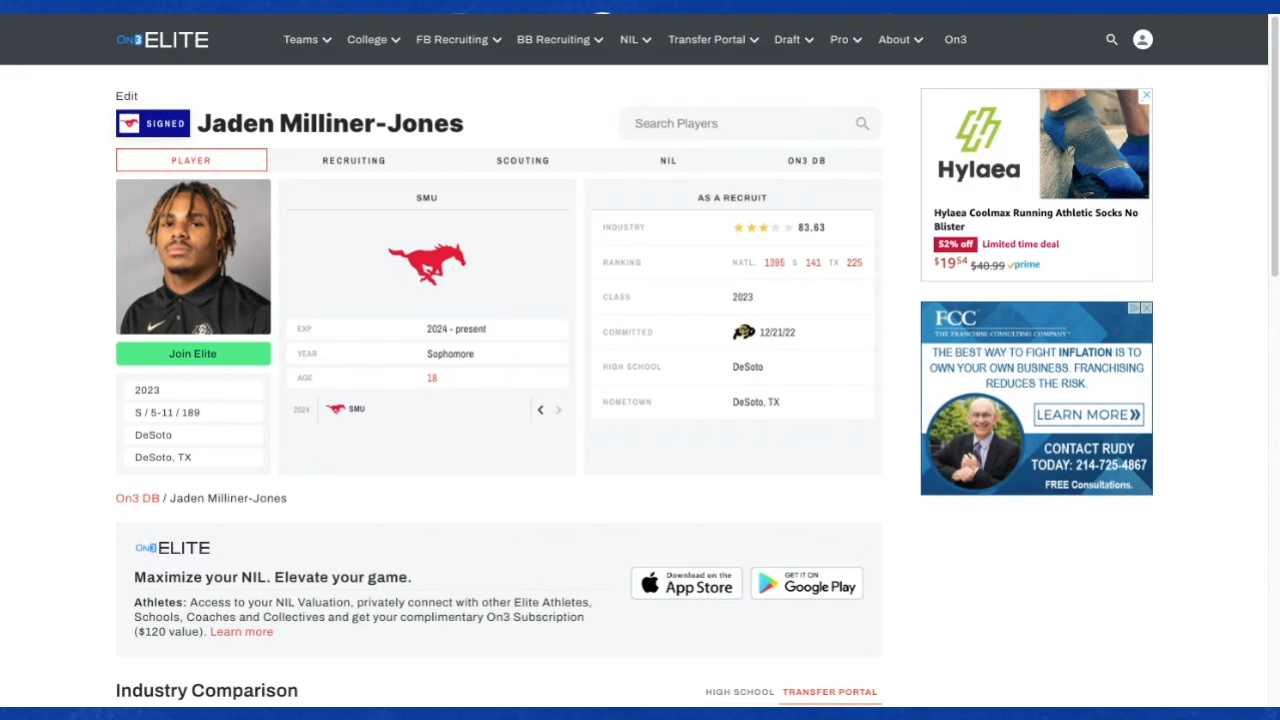 On3 ELITE
Teams College FB Recruiting BB Recruiting NIL Transfer Portal Draft Pro About On3
Edit
SIGNED Jaden Milliner-Jones
Search Players
PLAYER RECRUITING SCOUTING NIL ON3 DB
SMU
EXP 2024 - present
YEAR Sophomore
AGE 18
2024 SMU
AS A RECRUIT
INDUSTRY 83.63
RANKING NATL. 1395 S 141 TX 225
CLASS 2023
COMMITTED 12/21/22
HIGH SCHOOL DeSoto
HOMETOWN DeSoto, TX
Join Elite
2023
S / 5-11 / 189
DeSoto
DeSoto, TX
On3 DB / Jaden Milliner-Jones
On3 ELITE
Maximize your NIL. Elevate your game.
Athletes: Access to your NIL Valuation, privately connect with other Elite Athletes,
Schools, Coaches and Collectives and get your complimentary On3 Subscription
($120 value). Learn more
Download on the
App Store
GET IT ON
Google Play
Industry Comparison
HIGH SCHOOL TRANSFER PORTAL
Hylaea
Hylaea Coolmax Running Athletic Socks No
Blister
52% off Limited time deal
$1954 $40.99 prime
FCC
THE FRANCHISE CONSULTING COMPANY
THE BEST WAY TO FIGHT INFLATION IS TO
OWN YOUR OWN BUSINESS. FRANCHISING
REDUCES THE RISK.
LEARN MORE
CONTACT RUDY
TODAY: 214-725-4867
FREE Consultations.